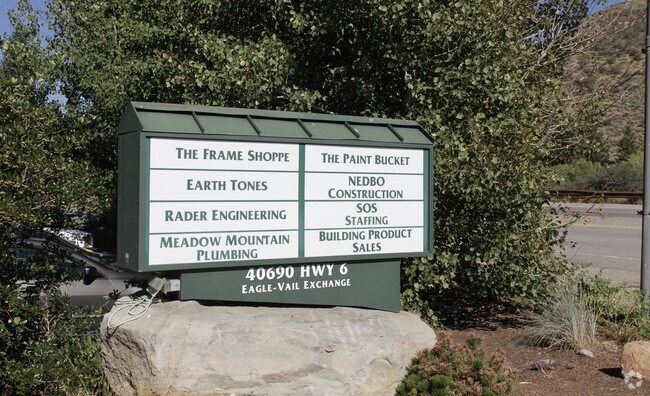 THE FRAME SHOPPE
EARTH TONES
RADER ENGINEERING
MEADOW MOUNTAIN
PLUMBING
THE PAINT BUCKET
NEDBO
CONSTRUCTION
SOS
STAFFING
BUILDING PRODUCT
SALES
40690 HWY 6
EAGLE-VAIL EXCHANGE